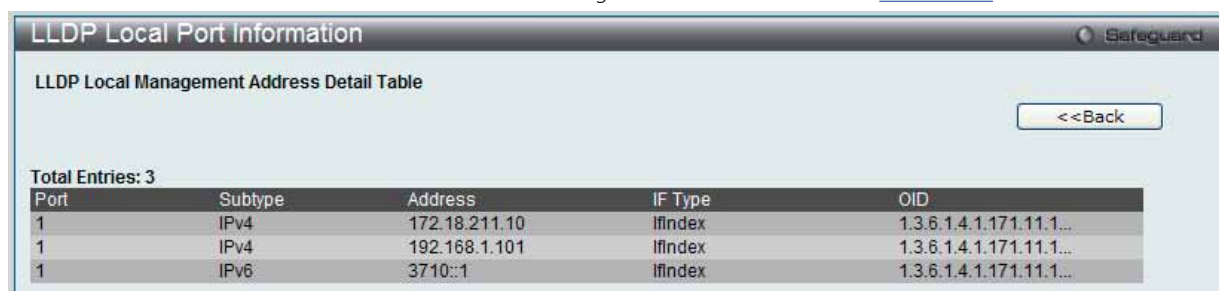 LLDP Local Port Information
Safeguard
LLDP Local Management Address Detail Table
<<Back
Total Entries: 3
Port Subtype Address IF Type OID
1 IPv4 172.18.211.10 IfIndex 1.3.6.1.4.1.171.11.1...
1 IPv4 192.168.1.101 IfIndex 1.3.6.1.4.1.171.11.1...
1 IPv6 3710::1 IfIndex 1.3.6.1.4.1.171.11.1...